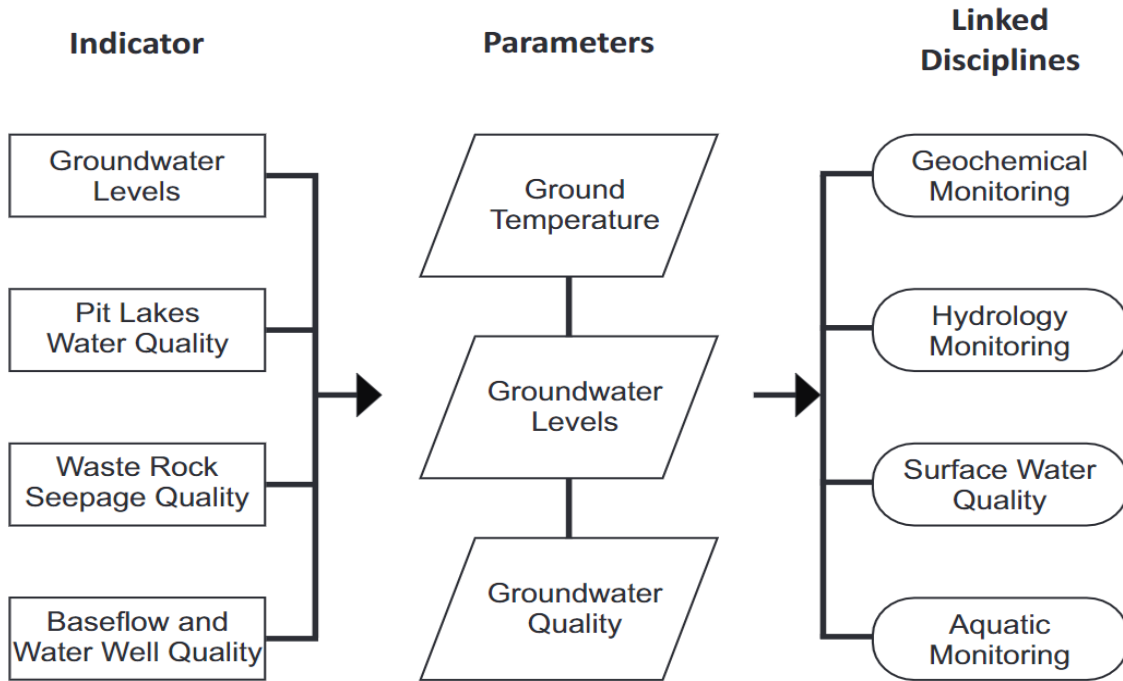 Indicator
Groundwater
Levels
Pit Lakes
Water Quality
Waste Rock
Seepage Quality
Baseflow and
Water Well Quality
Parameters
Ground
Temperature
Groundwater
Levels
Groundwater
Quality
Linked
Disciplines
Geochemical
Monitoring
Hydrology
Monitoring
Surface Water
Quality
Aquatic
Monitoring